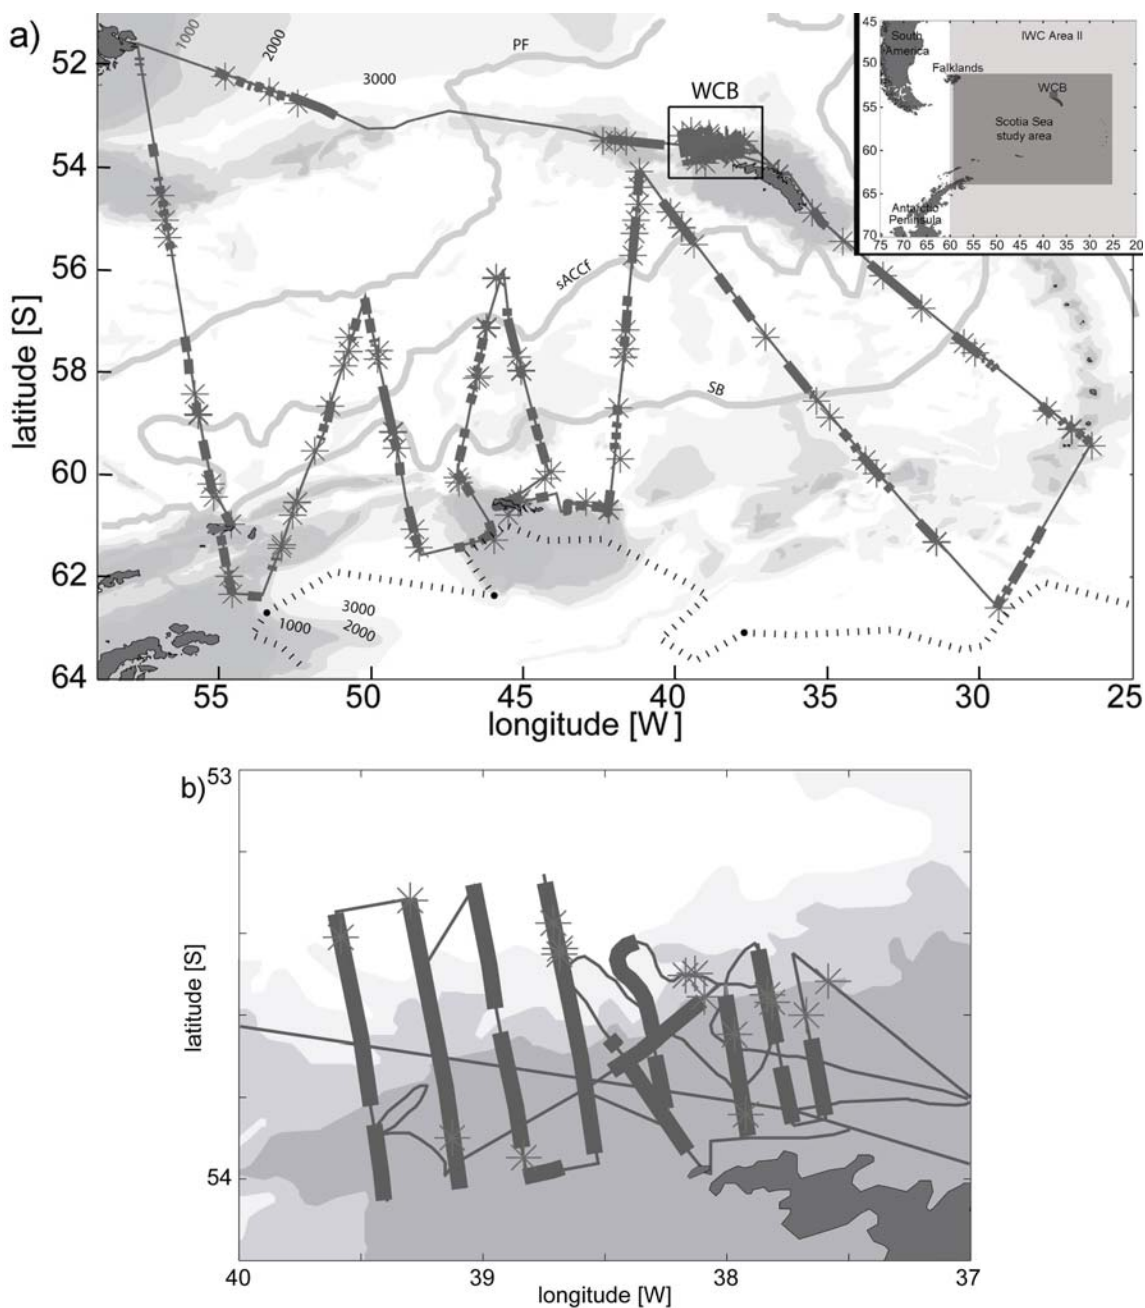 a)
1000
2000
3000
PF
WCB
sACCf
SB
3000
1000
2000
52
54
56
58
60
62
64
latitude [S]
55
50
45
40
35
30
25
longitude [W]
45
50
55
60
65
70
South
America
IWC Area II
Falklands
WCB
Scotia Sea
study area
Antarctic
Peninsula
75 70 65 60 55 50 45 40 35 30 25 20
b)
53
54
latitude [S]
40
39
38
37
longitude [W]